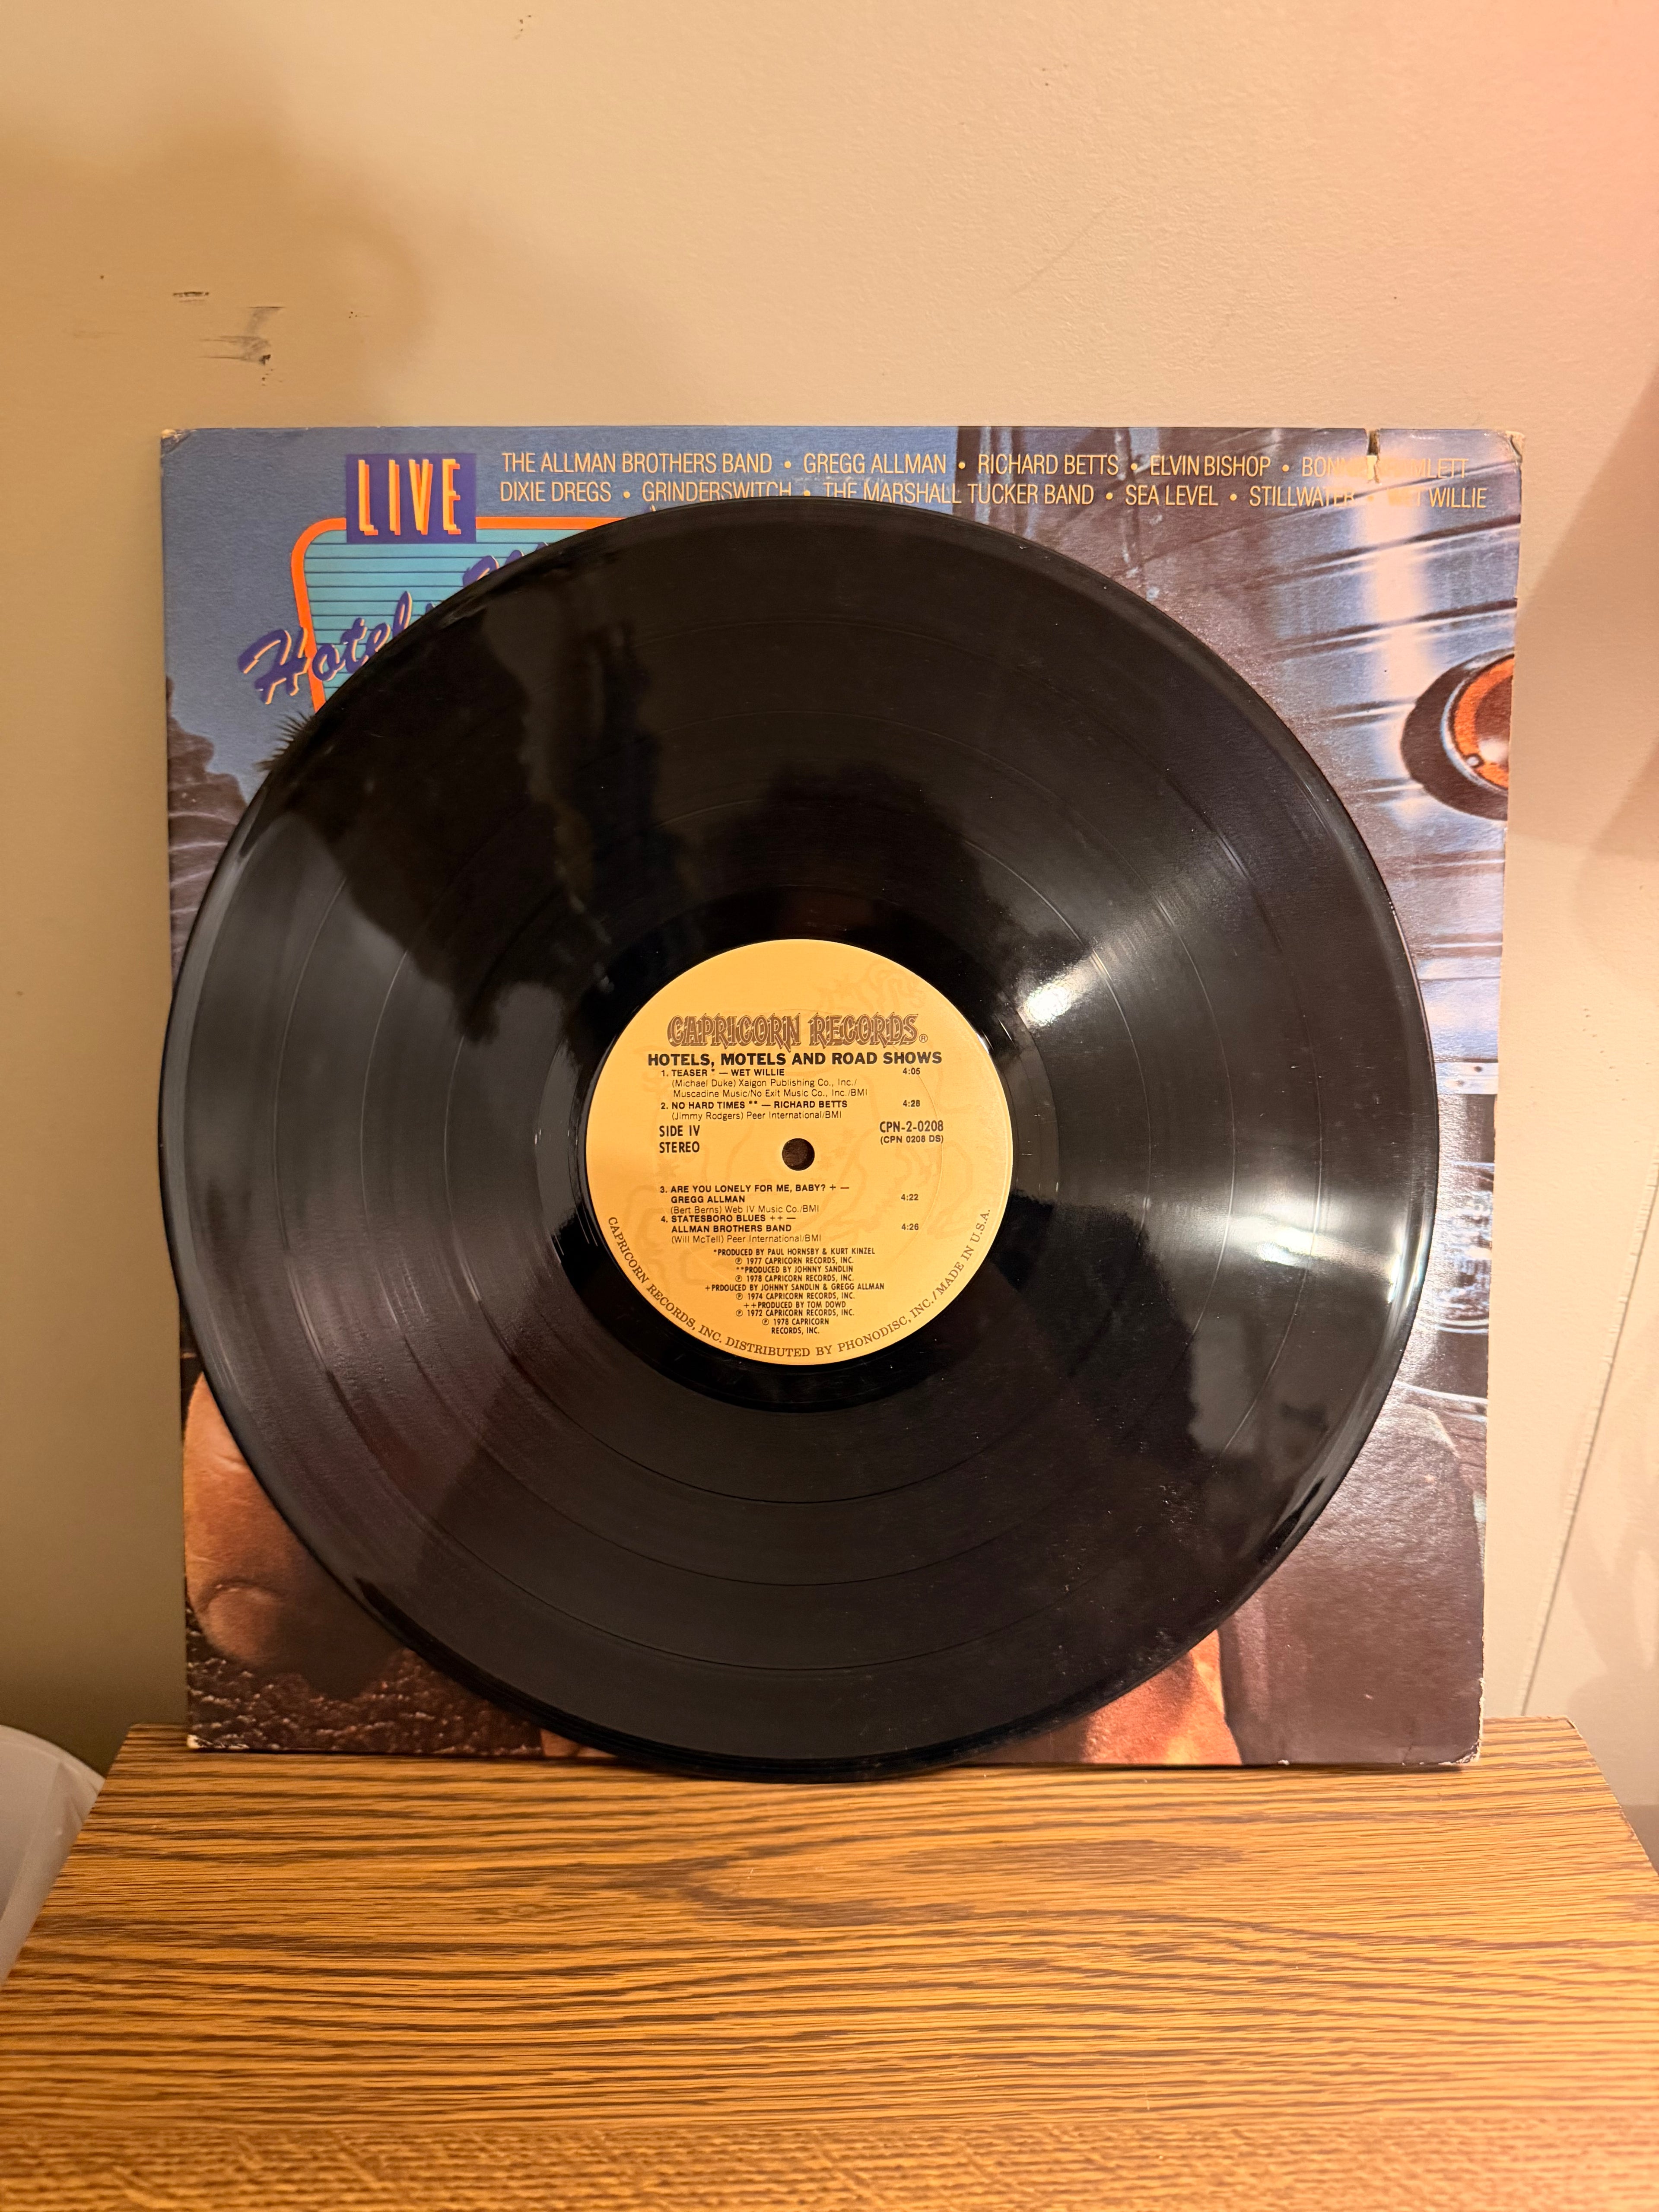 LIVE
THE ALLMAN BROTHERS BAND • GREGG ALLMAN • RICHARD BETTS • ELVIN BISHOP •
DIXIE DREGS • GRINDERSWITCH • THE MARSHALL TUCKER BAND • SEA LEVEL • STILLWATER • WET WILLIE
Hotel
CAPRICORN RECORDS®
HOTELS, MOTELS AND ROAD SHOWS
1. TEASER * — WET WILLIE 4:05
(Michael Duke) Xaigon Publishing Co., Inc./
Muscadine Music/No Exit Music Co., Inc./BMI
2. NO HARD TIMES ** — RICHARD BETTS 4:28
(Jimmy Rodgers) Peer International/BMI
SIDE IV CPN-2-0208
STEREO (CPN 0208 DS)
3. ARE YOU LONELY FOR ME, BABY? + —
GREGG ALLMAN 4:22
(Bert Berns) Web IV Music Co./BMI
4. STATESBORO BLUES ++ —
ALLMAN BROTHERS BAND 4:26
(Will McTell) Peer International/BMI
*PRODUCED BY PAUL HORNSBY & KURT KINZEL
℗ 1977 CAPRICORN RECORDS, INC.
**PRODUCED BY JOHNNY SANDLIN
℗ 1978 CAPRICORN RECORDS, INC.
+PRDOUCED BY JOHNNY SANDLIN & GREGG ALLMAN
℗ 1974 CAPRICORN RECORDS, INC.
++PRODUCED BY TOM DOWD
℗ 1972 CAPRICORN RECORDS, INC.
℗ 1978 CAPRICORN
RECORDS, INC.
CAPRICORN RECORDS, INC. DISTRIBUTED BY PHONODISC, INC./MADE IN U.S.A.